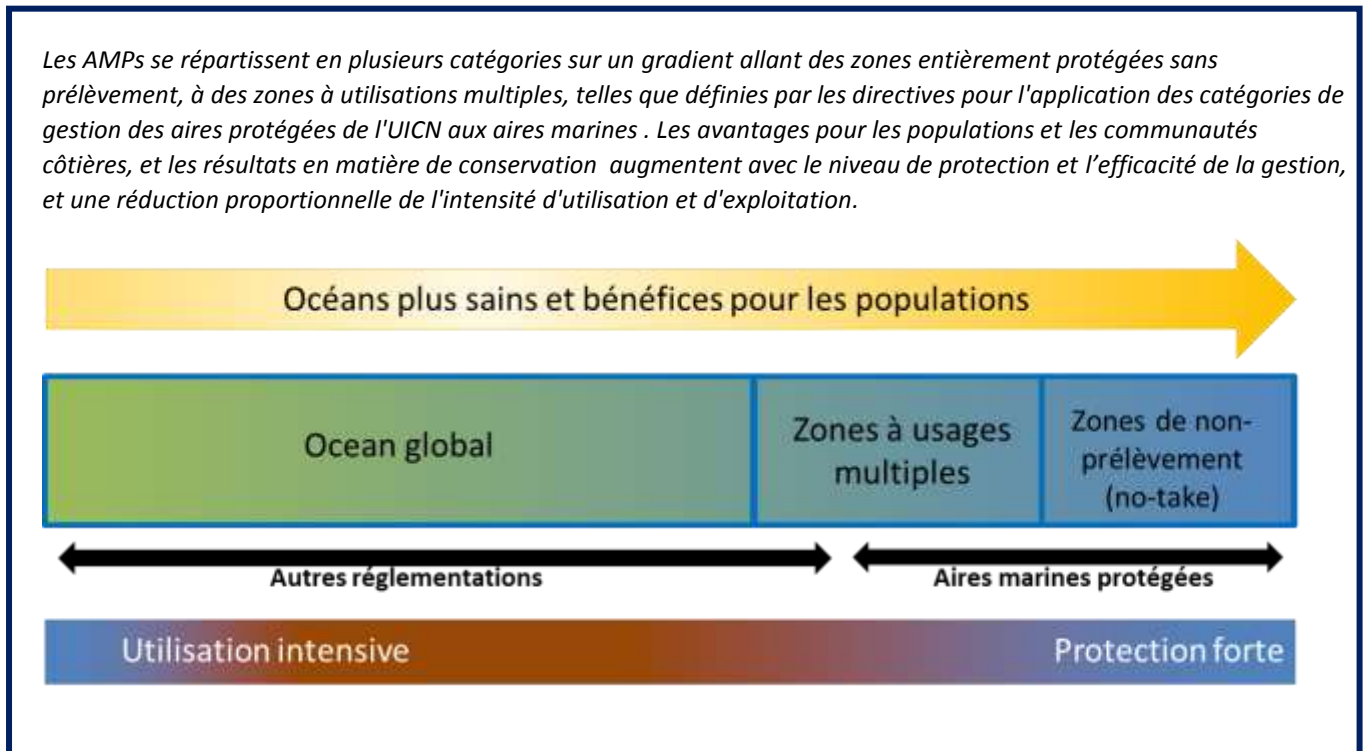 Les AMPs se répartissent en plusieurs catégories sur un gradient allant des zones entièrement protégées sans
prélèvement, à des zones à utilisations multiples, telles que définies par les directives pour l'application des catégories de
gestion des aires protégées de l'UICN aux aires marines . Les avantages pour les populations et les communautés
côtières, et les résultats en matière de conservation augmentent avec le niveau de protection et l’efficacité de la gestion,
et une réduction proportionnelle de l'intensité d'utilisation et d'exploitation.
Océans plus sains et bénéfices pour les populations
Ocean global
Zones à usages
multiples
Zones de non-
prélèvement
(no-take)
Autres réglementations
Aires marines protégées
Utilisation intensive
Protection forte